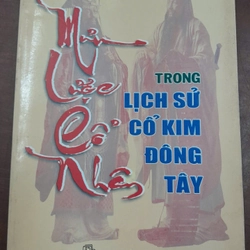 Mưu
Lược
Cổ
Nhân
TRONG
LỊCH SỬ
CỔ KIM
ĐÔNG
TÂY